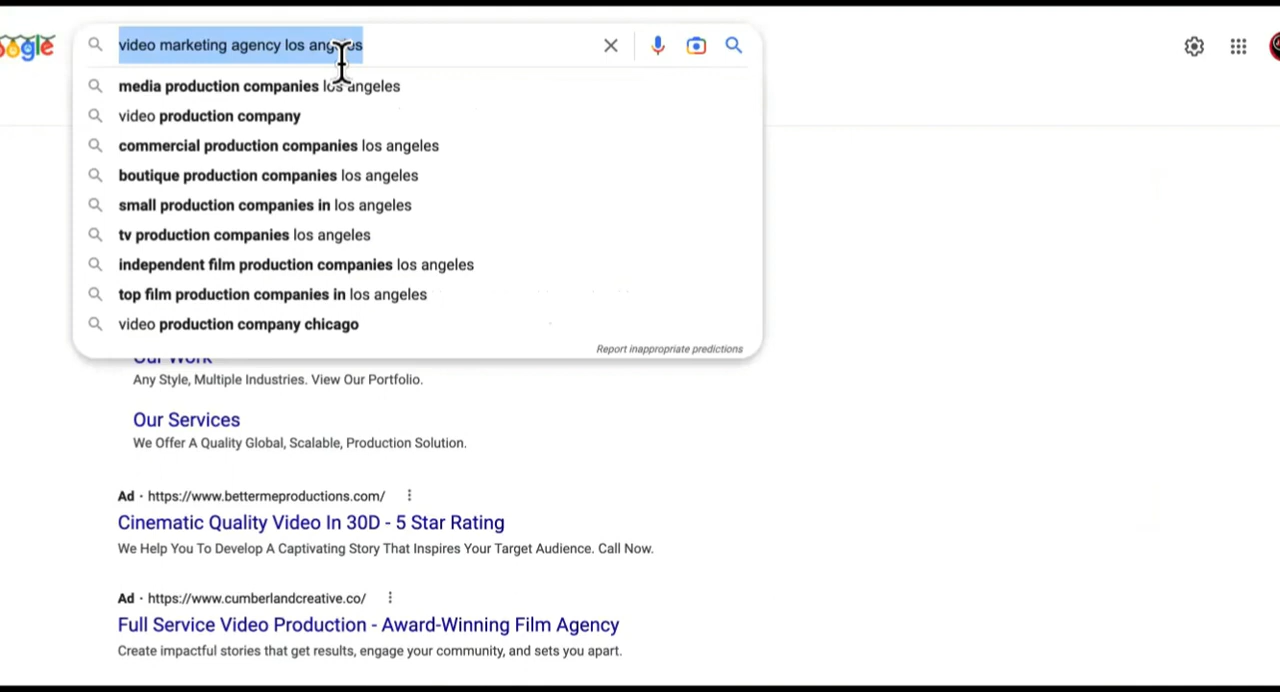 video marketing agency los angeles
media production companies los angeles
video production company
commercial production companies los angeles
boutique production companies los angeles
small production companies in los angeles
tv production companies los angeles
independent film production companies los angeles
top film production companies in los angeles
video production company chicago
Report inappropriate predictions
Our Work
Any Style, Multiple Industries. View Our Portfolio.
Our Services
We Offer A Quality Global, Scalable, Production Solution.
Ad · https://www.bettermeproductions.com/
Cinematic Quality Video In 30D - 5 Star Rating
We Help You To Develop A Captivating Story That Inspires Your Target Audience. Call Now.
Ad · https://www.cumberlandcreative.co/
Full Service Video Production - Award-Winning Film Agency
Create impactful stories that get results, engage your community, and sets you apart.